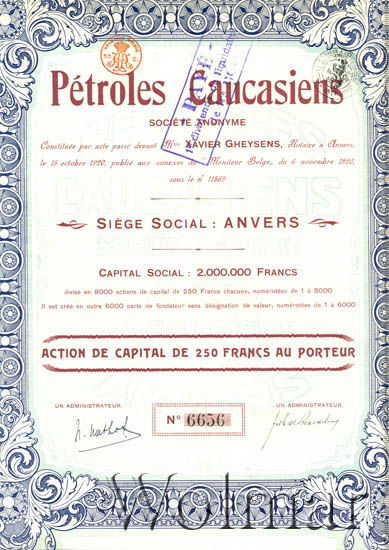 Pétroles Caucasiens
SOCIÉTÉ ANONYME
Constituée par acte passé devant Mtre XAVIER GHEYSENS, Notaire à Anvers,
le 15 octobre 1920, publié aux annexes du Moniteur Belge, du 6 novembre 1920,
sous le n° 11569
SIÈGE SOCIAL : ANVERS
CAPITAL SOCIAL : 2.000.000 FRANCS
divisé en 8000 actions de capital de 250 Francs chacune, numérotées de 1 à 8000
Il est créé en outre 6000 parts de fondateur sans désignation de valeur, numérotées de 1 à 6000
ACTION DE CAPITAL DE 250 FRANCS AU PORTEUR
UN ADMINISTRATEUR, UN ADMINISTRATEUR,
N° 6656
Wolmar